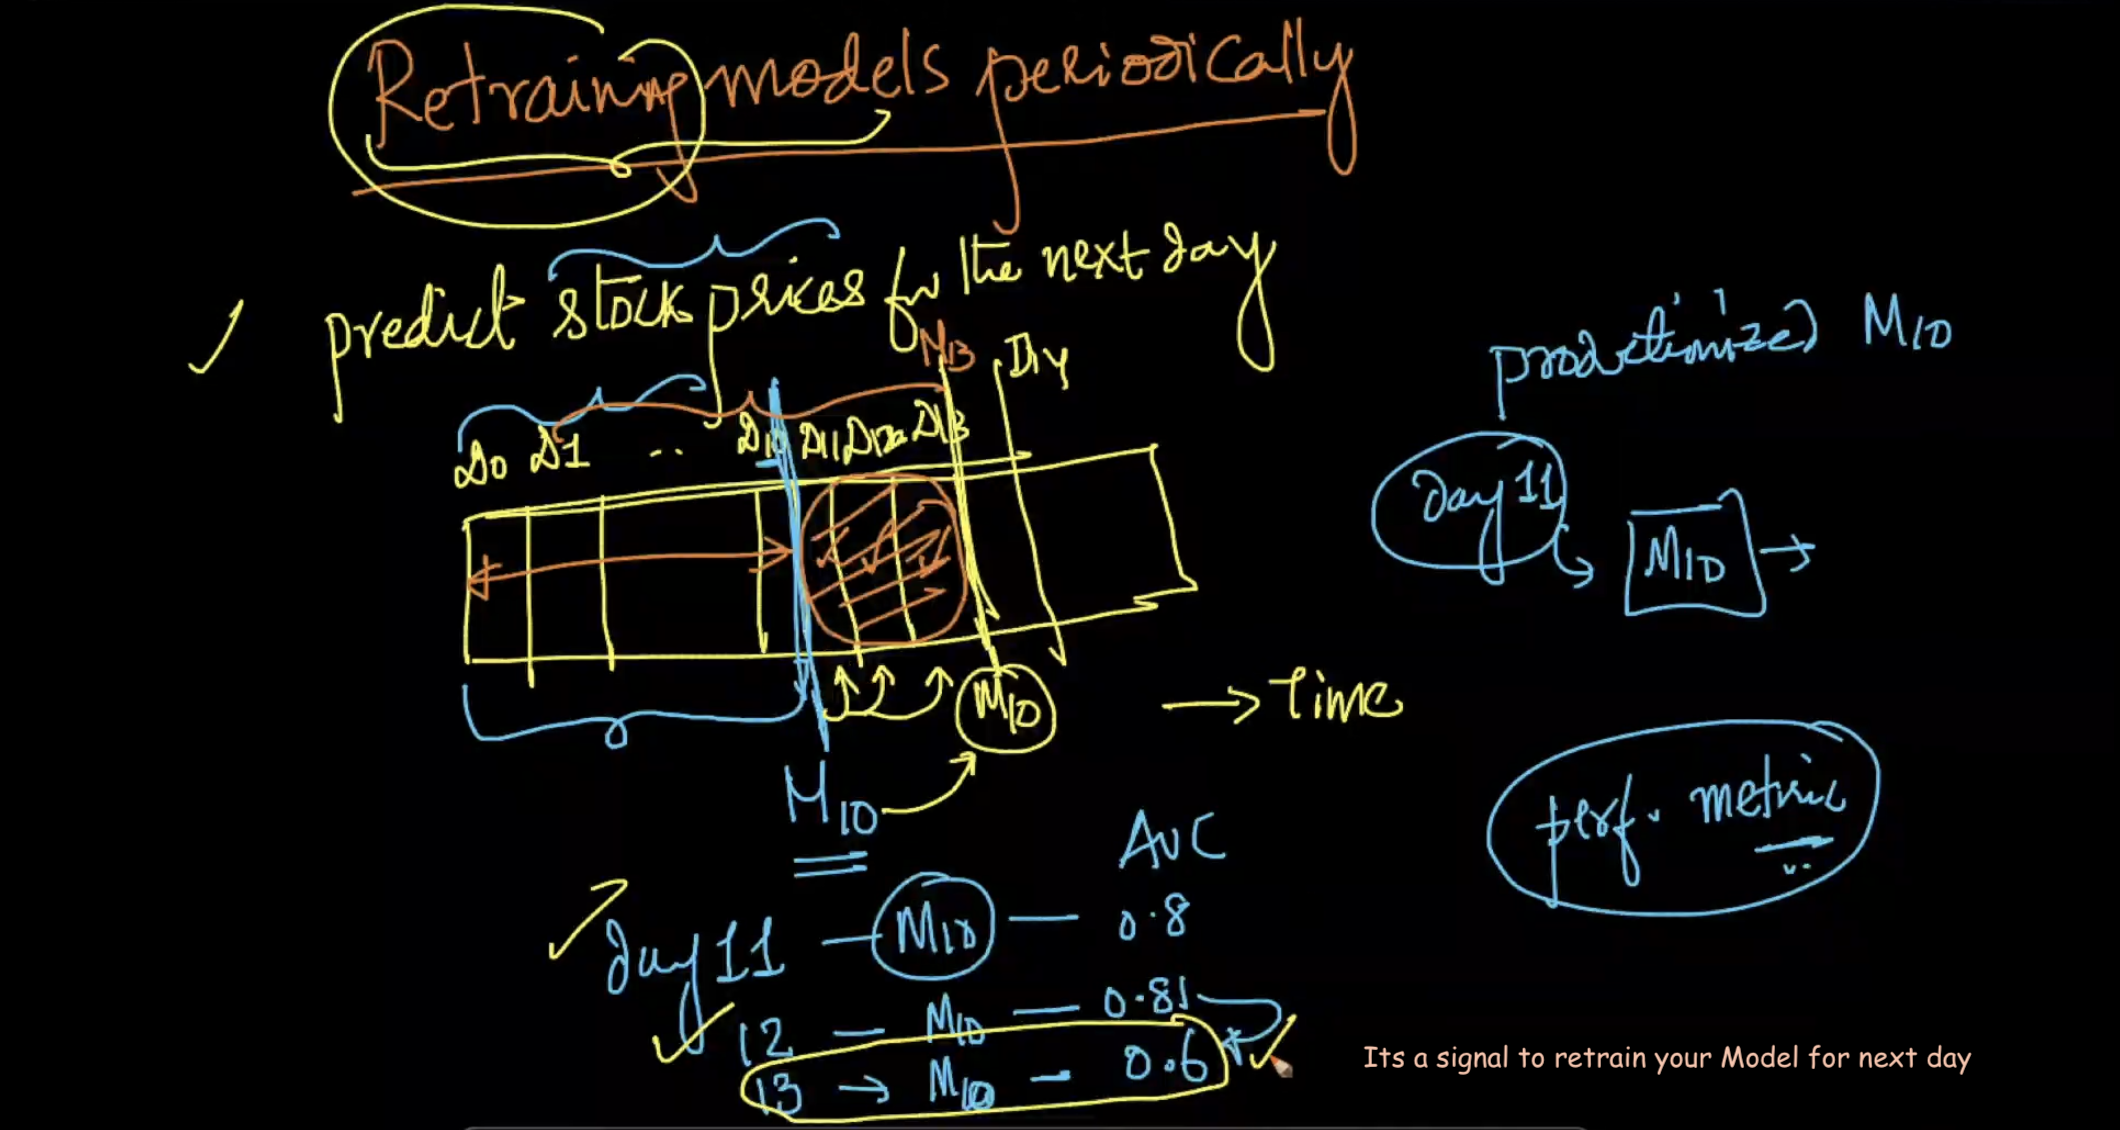 Retraining models periodically
predict stock prices for the next day
M13
D14
D0 D1 .. D10 D11 D12 D13
productionized M10
Day 11
M10
M10
→ Time
M10
perf. metric
AUC
day 11 — M10 — 0.8
12 — M10 — 0.81
13 → M10 - 0.6
Its a signal to retrain your Model for next day